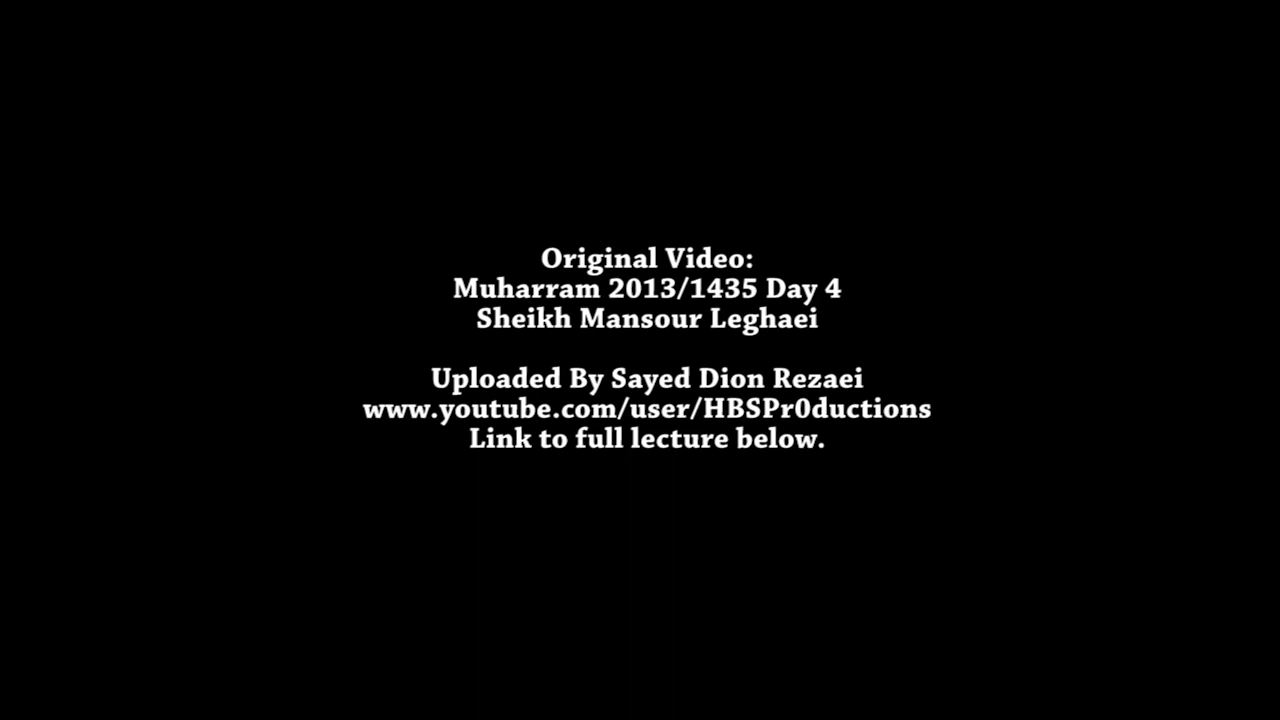 Original Video:
Muharram 2013/1435 Day 4
Sheikh Mansour Leghaei
Uploaded By Sayed Dion Rezaei
www.youtube.com/user/HBSPr0ductions
Link to full lecture below.